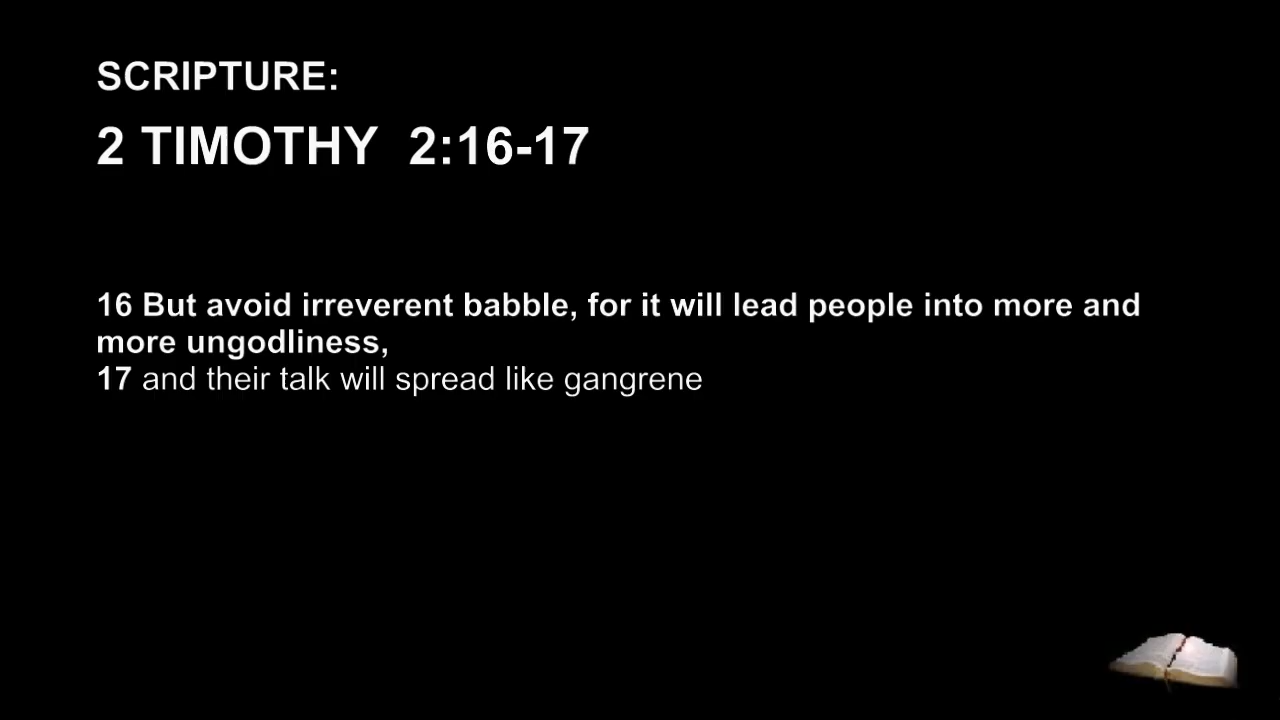 SCRIPTURE:
2 TIMOTHY 2:16-17
16 But avoid irreverent babble, for it will lead people into more and
more ungodliness,
17 and their talk will spread like gangrene